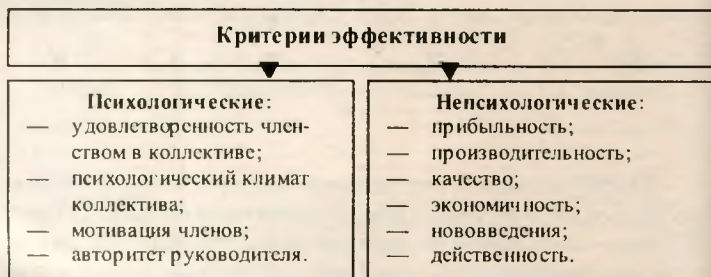 Критерии эффективности
Психологические:
— удовлетворенность член-
ством в коллективе;
— психологический климат
коллектива;
— мотивация членов;
— авторитет руководителя.
Непсихологические:
— прибыльность;
— производительность;
— качество;
— экономичность;
— нововведения;
— действенность.